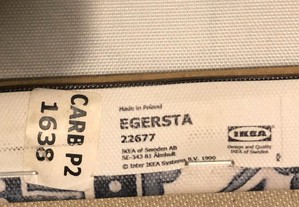 CARB P2
1638
Made in Poland
EGERSTA
22677
IKEA of Sweden AB
SE-343 81 Älmhult
© Inter IKEA Systems B.V. 1999
IKEA
Design and Quality
IKEA of Sweden